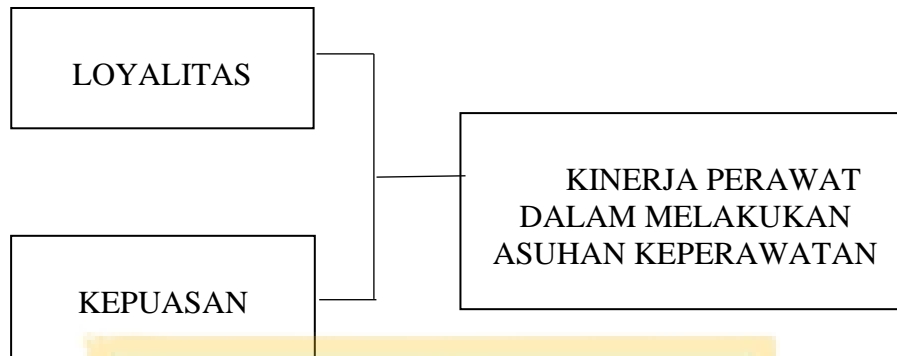 LOYALITAS
KINERJA PERAWAT
DALAM MELAKUKAN
ASUHAN KEPERAWATAN
KEPUASAN